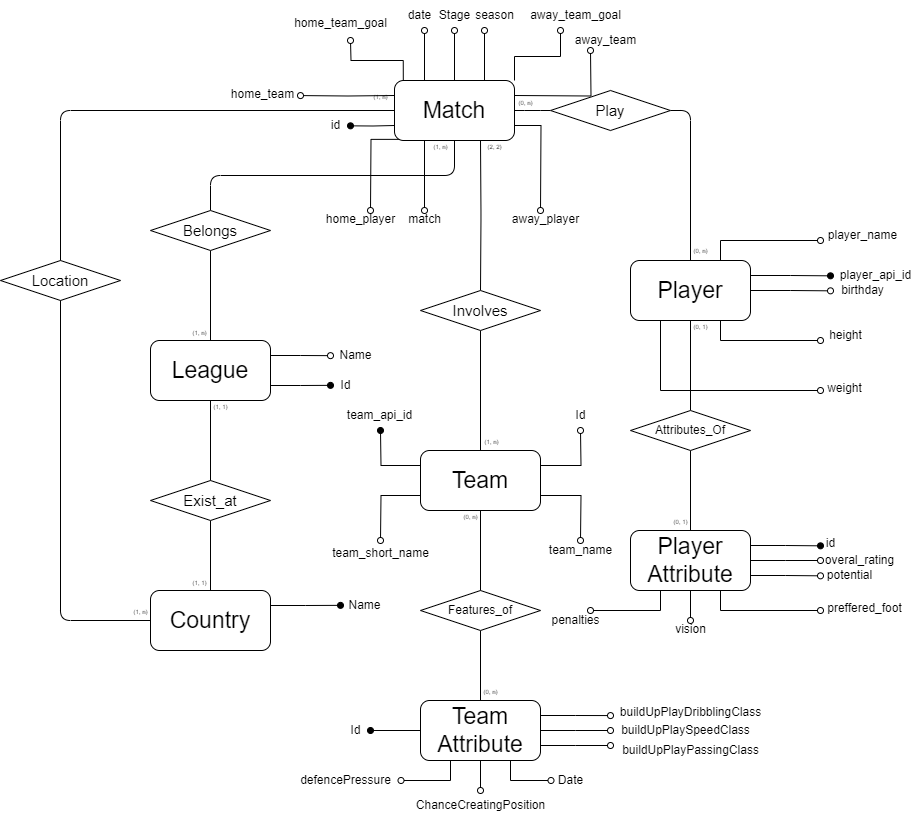 home_team_goal
date
Stage
season
away_team_goal
away_team
home_team
(1, n)
Match
(0, n)
Play
id
(1, n)
(2, 2)
home_player
match
away_player
Belongs
Location
Involves
(0, n)
Player
player_name
player_api_id
birthday
height
weight
(0, 1)
(1, n)
League
Name
Id
(1, 1)
team_api_id
Id
(1, n)
Team
(0, n)
team_short_name
team_name
Attributes_Of
(0, 1)
Player
Attribute
id
overal_rating
potential
preffered_foot
penalties
vision
Exist_at
(1, 1)
(1, n)
Country
Name
Features_of
(0, n)
Team
Attribute
Id
buildUpPlayDribblingClass
buildUpPlaySpeedClass
buildUpPlayPassingClass
defencePressure
Date
ChanceCreatingPosition